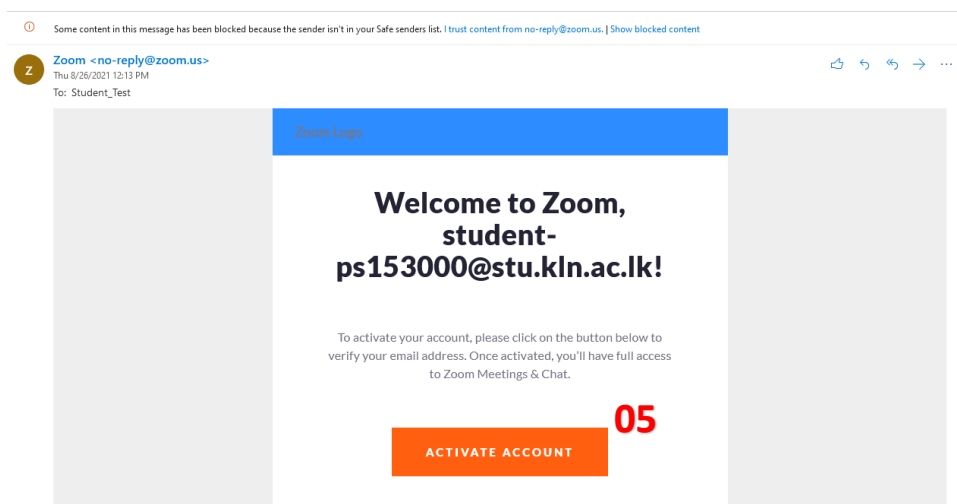 Some content in this message has been blocked because the sender isn't in your Safe senders list. | I trust content from no-reply@zoom.us. | Show blocked content
Z
Zoom <no-reply@zoom.us>
Thu 8/26/2021 12:13 PM
To: Student_Test
Zoom Logo
Welcome to Zoom,
student-
ps153000@stu.kln.ac.lk!
To activate your account, please click on the button below to
verify your email address. Once activated, you'll have full access
to Zoom Meetings & Chat.
05
ACTIVATE ACCOUNT